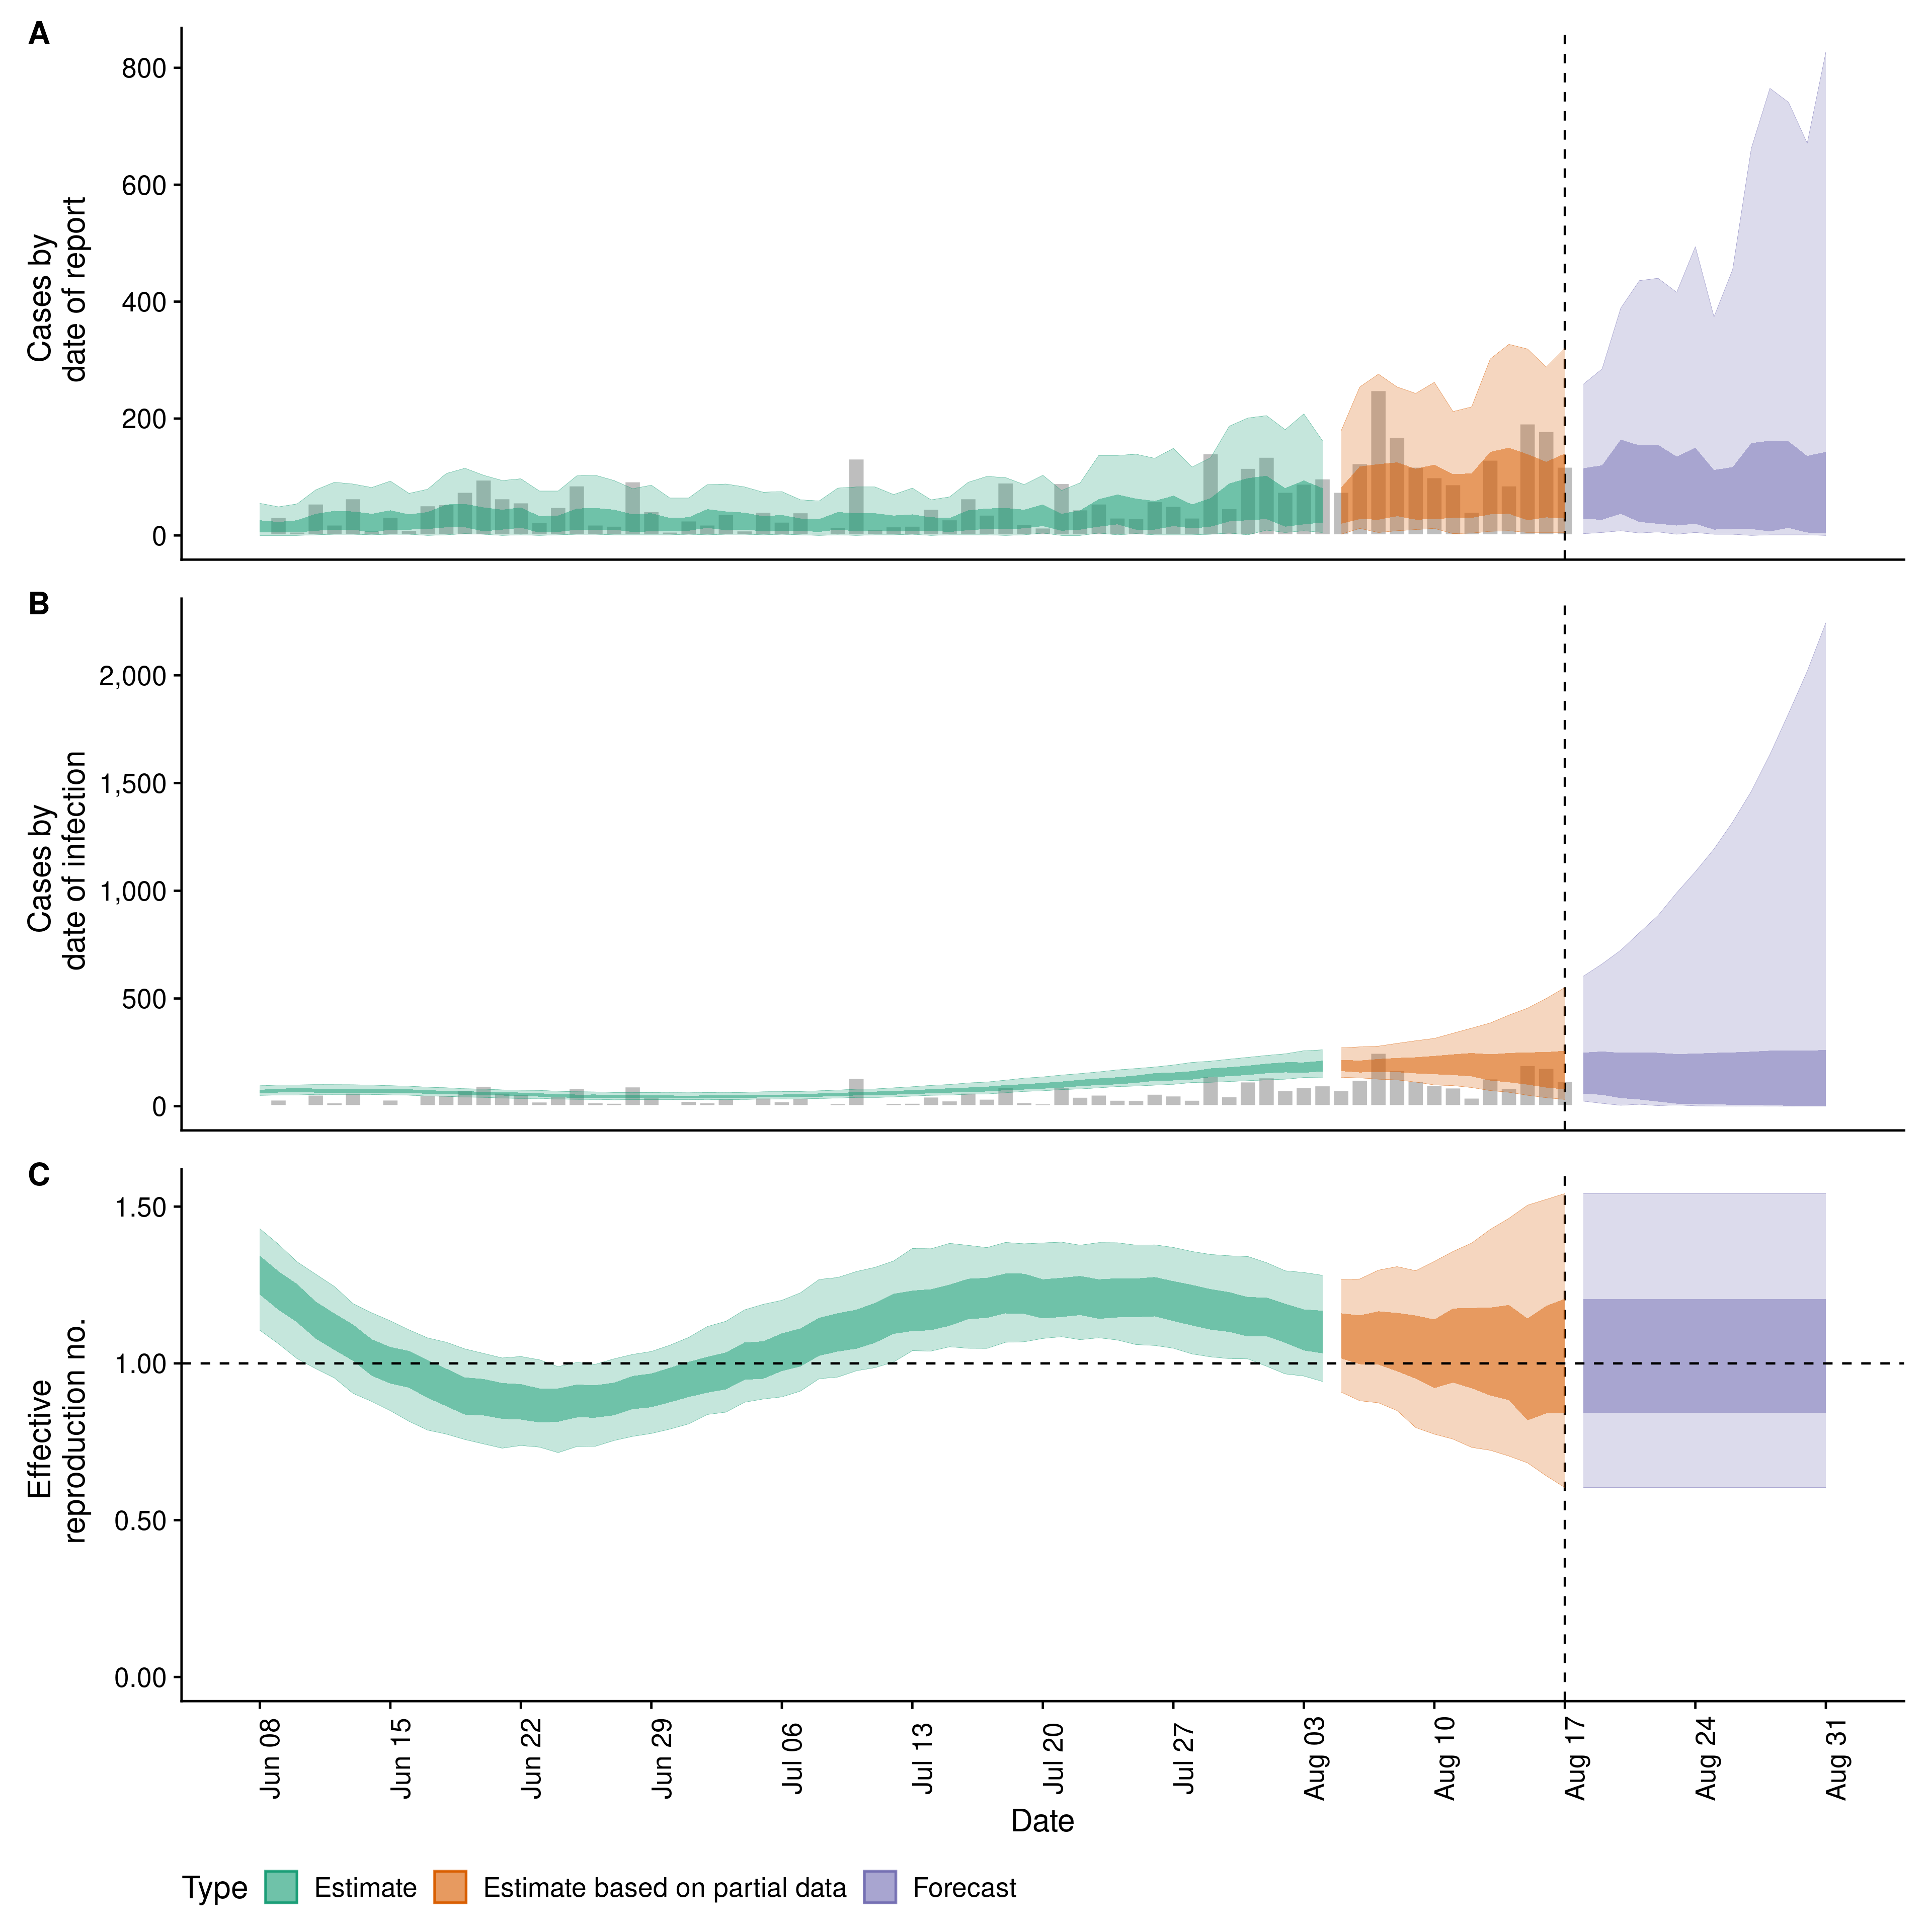 A
Cases by
date of report
800
600
400
200
0
B
Cases by
date of infection
2,000
1,500
1,000
500
0
C
Effective
reproduction no.
1.50
1.00
0.50
0.00
Jun 08
Jun 15
Jun 22
Jun 29
Jul 06
Jul 13
Jul 20
Jul 27
Aug 03
Aug 10
Aug 17
Aug 24
Aug 31
Date
Type
Estimate
Estimate based on partial data
Forecast